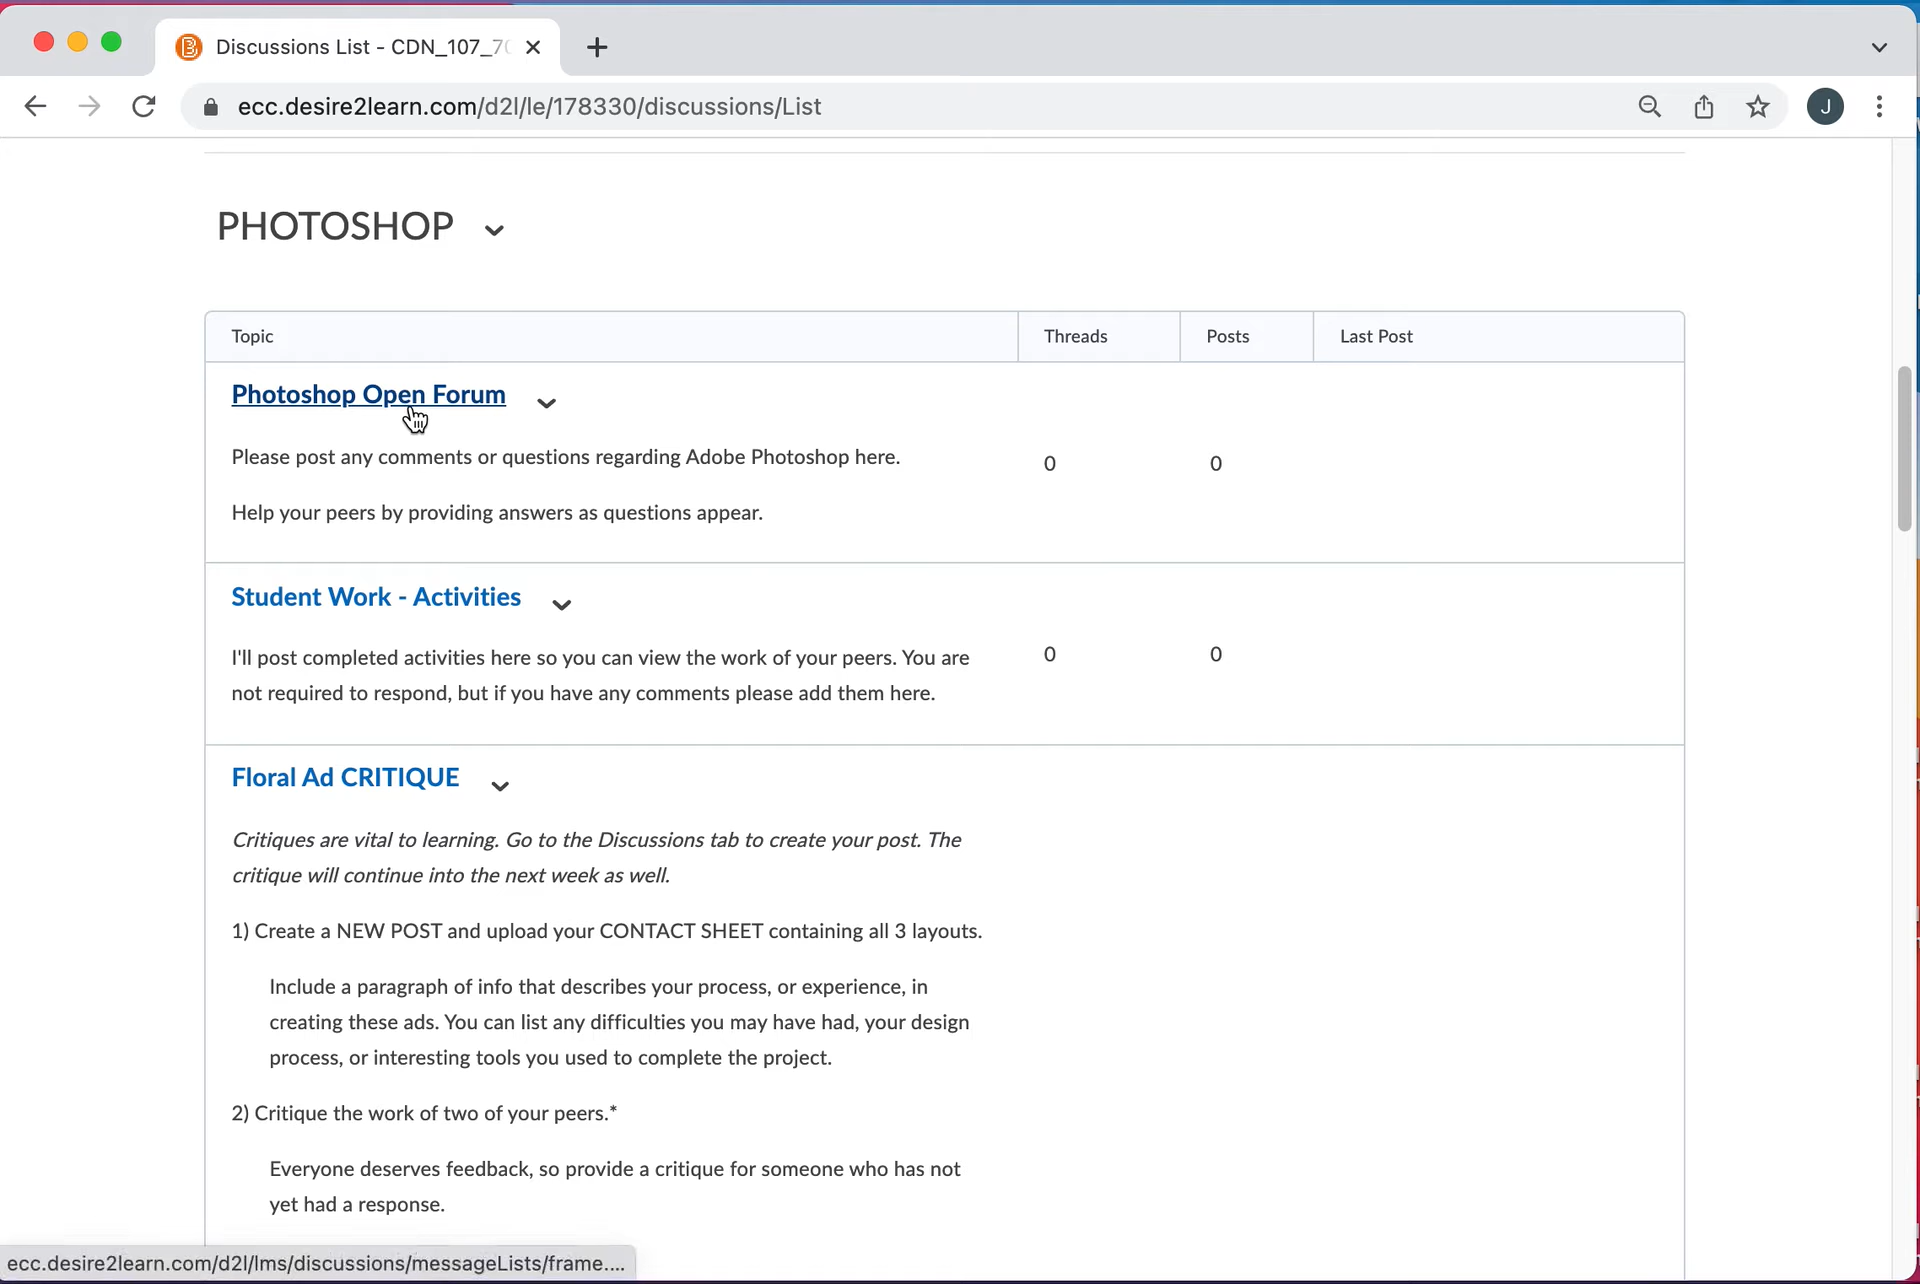 Discussions List - CDN_107_70
ecc.desire2learn.com/d2l/le/178330/discussions/List
J
PHOTOSHOP
Topic Threads Posts Last Post
Photoshop Open Forum
Please post any comments or questions regarding Adobe Photoshop here.
0 0
Help your peers by providing answers as questions appear.
Student Work - Activities
I'll post completed activities here so you can view the work of your peers. You are
0 0
not required to respond, but if you have any comments please add them here.
Floral Ad CRITIQUE
Critiques are vital to learning. Go to the Discussions tab to create your post. The
critique will continue into the next week as well.
1) Create a NEW POST and upload your CONTACT SHEET containing all 3 layouts.
Include a paragraph of info that describes your process, or experience, in
creating these ads. You can list any difficulties you may have had, your design
process, or interesting tools you used to complete the project.
2) Critique the work of two of your peers.*
Everyone deserves feedback, so provide a critique for someone who has not
yet had a response.
ecc.desire2learn.com/d2l/lms/discussions/messageLists/frame....